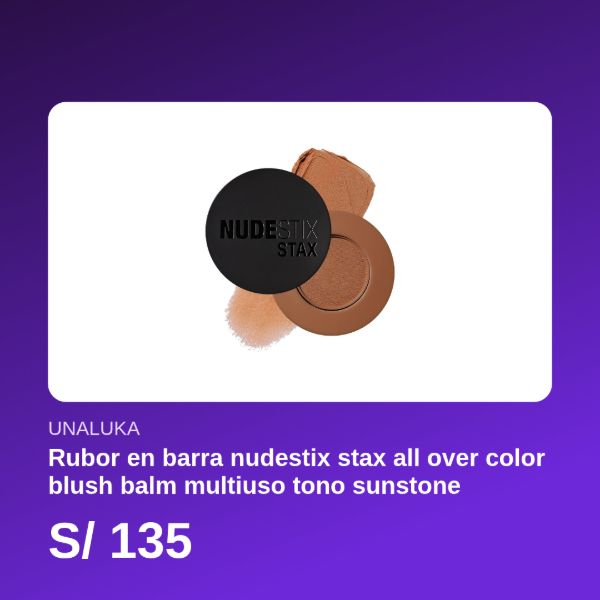 NUDESTIX
STAX
UNALUKA
Rubor en barra nudestix stax all over color
blush balm multiuso tono sunstone
S/ 135